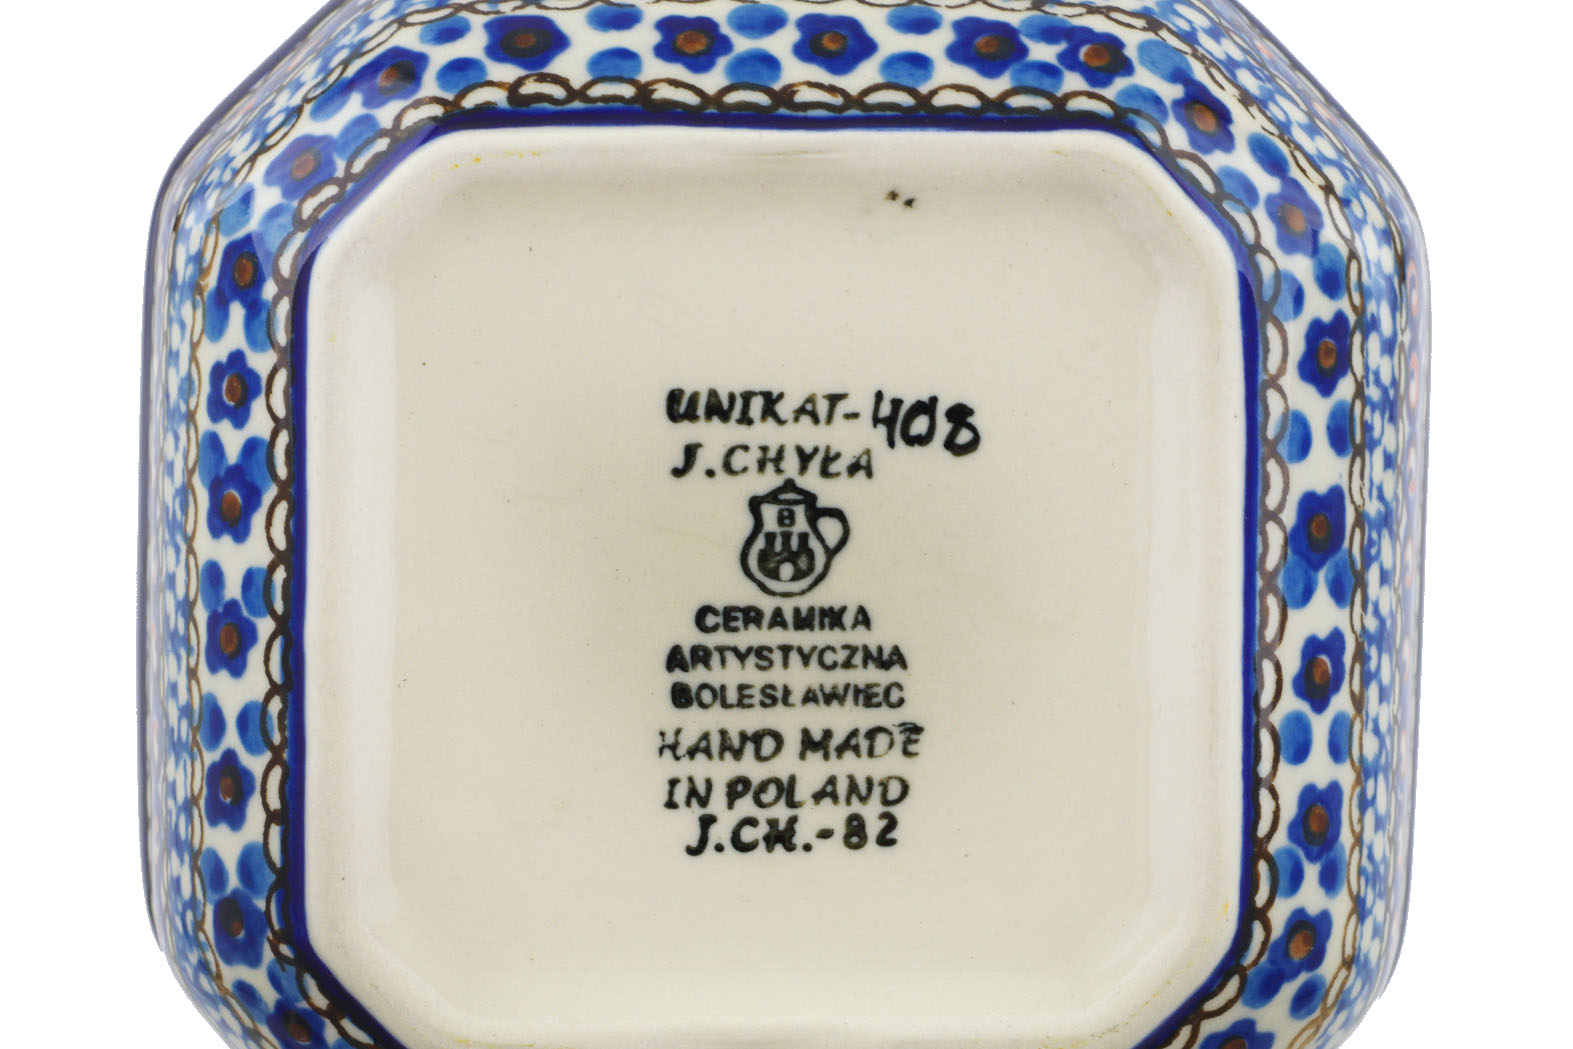 UNIKAT-408
J.CHYŁA
B
CERAMIKA
ARTYSTYCZNA
BOLESŁAWIEC
HAND MADE
IN POLAND
J.CH.-82